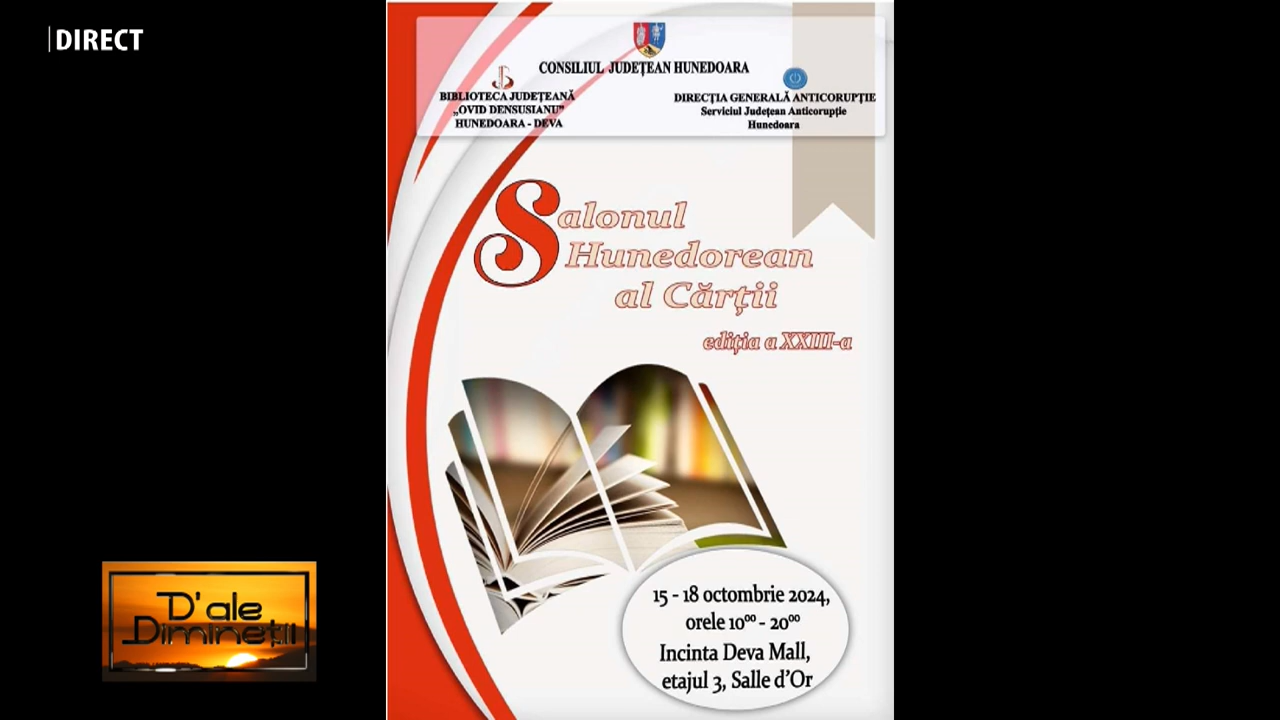 DIRECT
CONSILIUL JUDEȚEAN HUNEDOARA
BIBLIOTECA JUDEȚEANĂ
„OVID DENSUSIANU”
HUNEDOARA - DEVA
DIRECȚIA GENERALĂ ANTICORUPȚIE
Serviciul Județean Anticorupție
Hunedoara
Salonul
Hunedorean
al Cărții
ediția a XXIII-a
15 - 18 octombrie 2024,
orele 10⁰⁰ - 20⁰⁰
Incinta Deva Mall,
etajul 3, Salle d’Or
D'ale
Dimineții